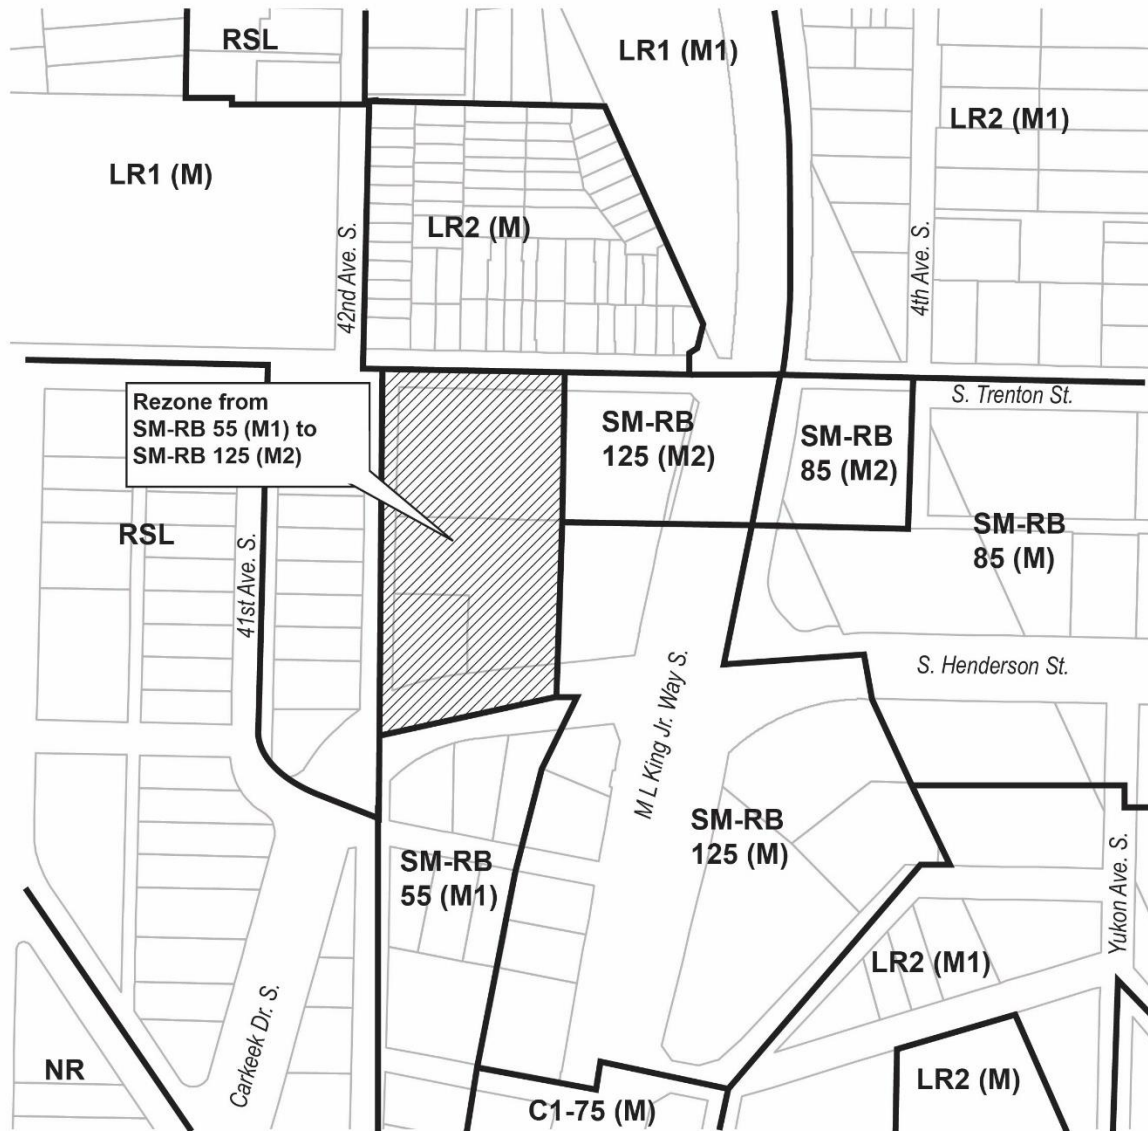 RSL
LR1 (M1)
LR2 (M1)
LR1 (M)
LR2 (M)
42nd Ave. S.
4th Ave. S.
S. Trenton St.
Rezone from
SM-RB 55 (M1) to
SM-RB 125 (M2)
SM-RB
125 (M2)
SM-RB
85 (M2)
SM-RB
85 (M)
RSL
41st Ave. S.
S. Henderson St.
M L King Jr. Way S.
SM-RB
125 (M)
SM-RB
55 (M1)
Yukon Ave. S.
LR2 (M1)
Carkeek Dr. S.
NR
LR2 (M)
C1-75 (M)